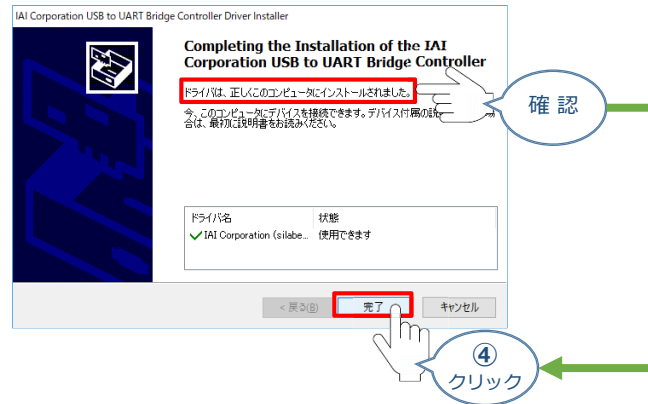 IAI Corporation USB to UART Bridge Controller Driver Installer
Completing the Installation of the IAI
Corporation USB to UART Bridge Controller
ドライバは、正しくこのコンピュータにインストールされました。
確 認
今、このコンピュータにデバイスを接続できます。デバイス付属の説
合は、最初に説明書をお読みください。
ドライバ名 状態
IAI Corporation (silabe... 使用できます
< 戻る(B) 完了 キャンセル
④
クリック